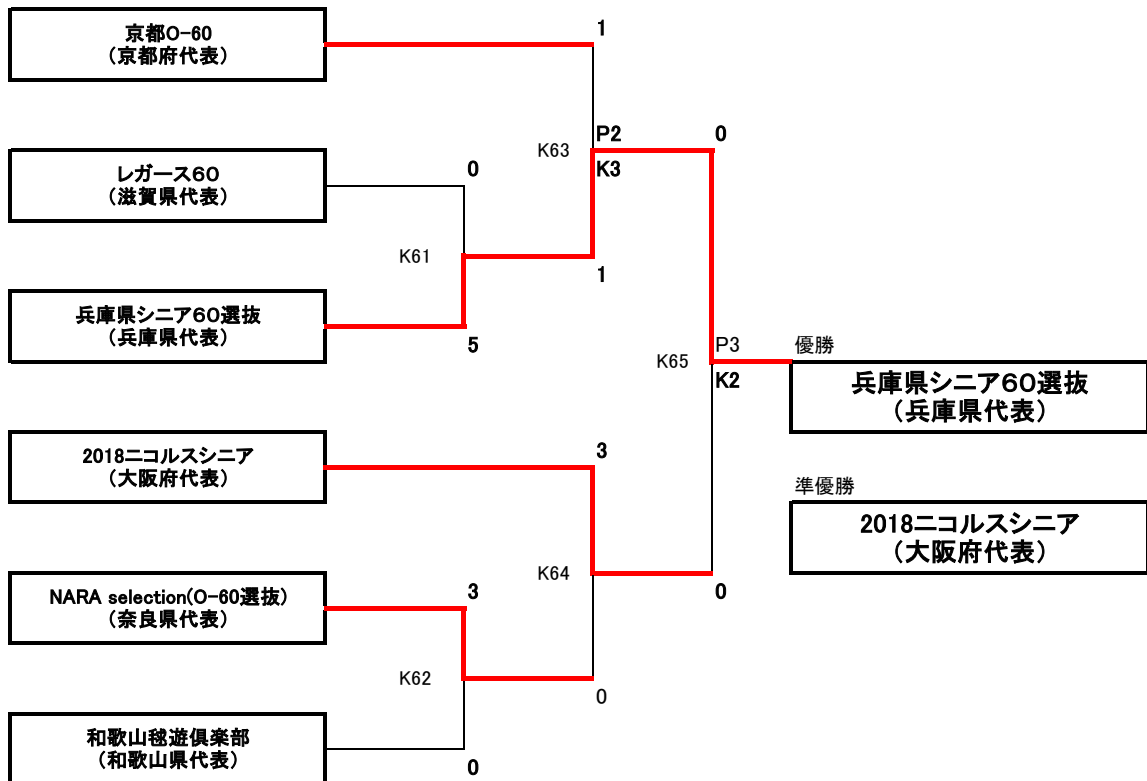 京都O-60
（京都府代表）
1
P2
0
K63
K3
レガース60
（滋賀県代表）
0
K61
1
兵庫県シニア60選抜
（兵庫県代表）
5
P3
優勝
K65
K2
兵庫県シニア60選抜
（兵庫県代表）
2018ニコルスシニア
（大阪府代表）
3
準優勝
2018ニコルスシニア
（大阪府代表）
K64
0
NARA selection(O-60選抜)
（奈良県代表）
3
K62
0
和歌山毬遊倶楽部
（和歌山県代表）
0